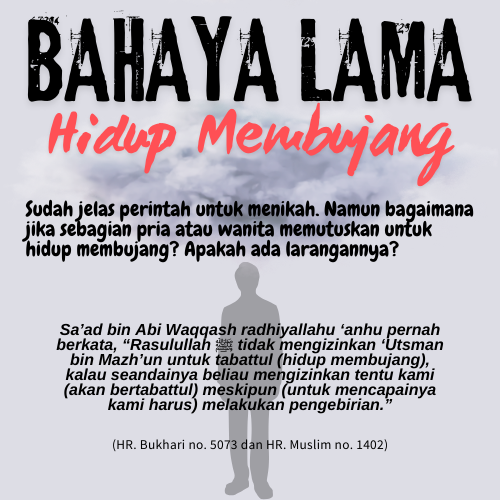 BAHAYA LAMA
Hidup Membujang
Sudah jelas perintah untuk menikah. Namun bagaimana
jika sebagian pria atau wanita memutuskan untuk
hidup membujang? Apakah ada larangannya?
Sa’ad bin Abi Waqqash radhiyallahu ‘anhu pernah
berkata, “Rasulullah ﷺ tidak mengizinkan ‘Utsman
bin Mazh’un untuk tabattul (hidup membujang),
kalau seandainya beliau mengizinkan tentu kami
(akan bertabattul) meskipun (untuk mencapainya
kami harus) melakukan pengebirian.”
(HR. Bukhari no. 5073 dan HR. Muslim no. 1402)